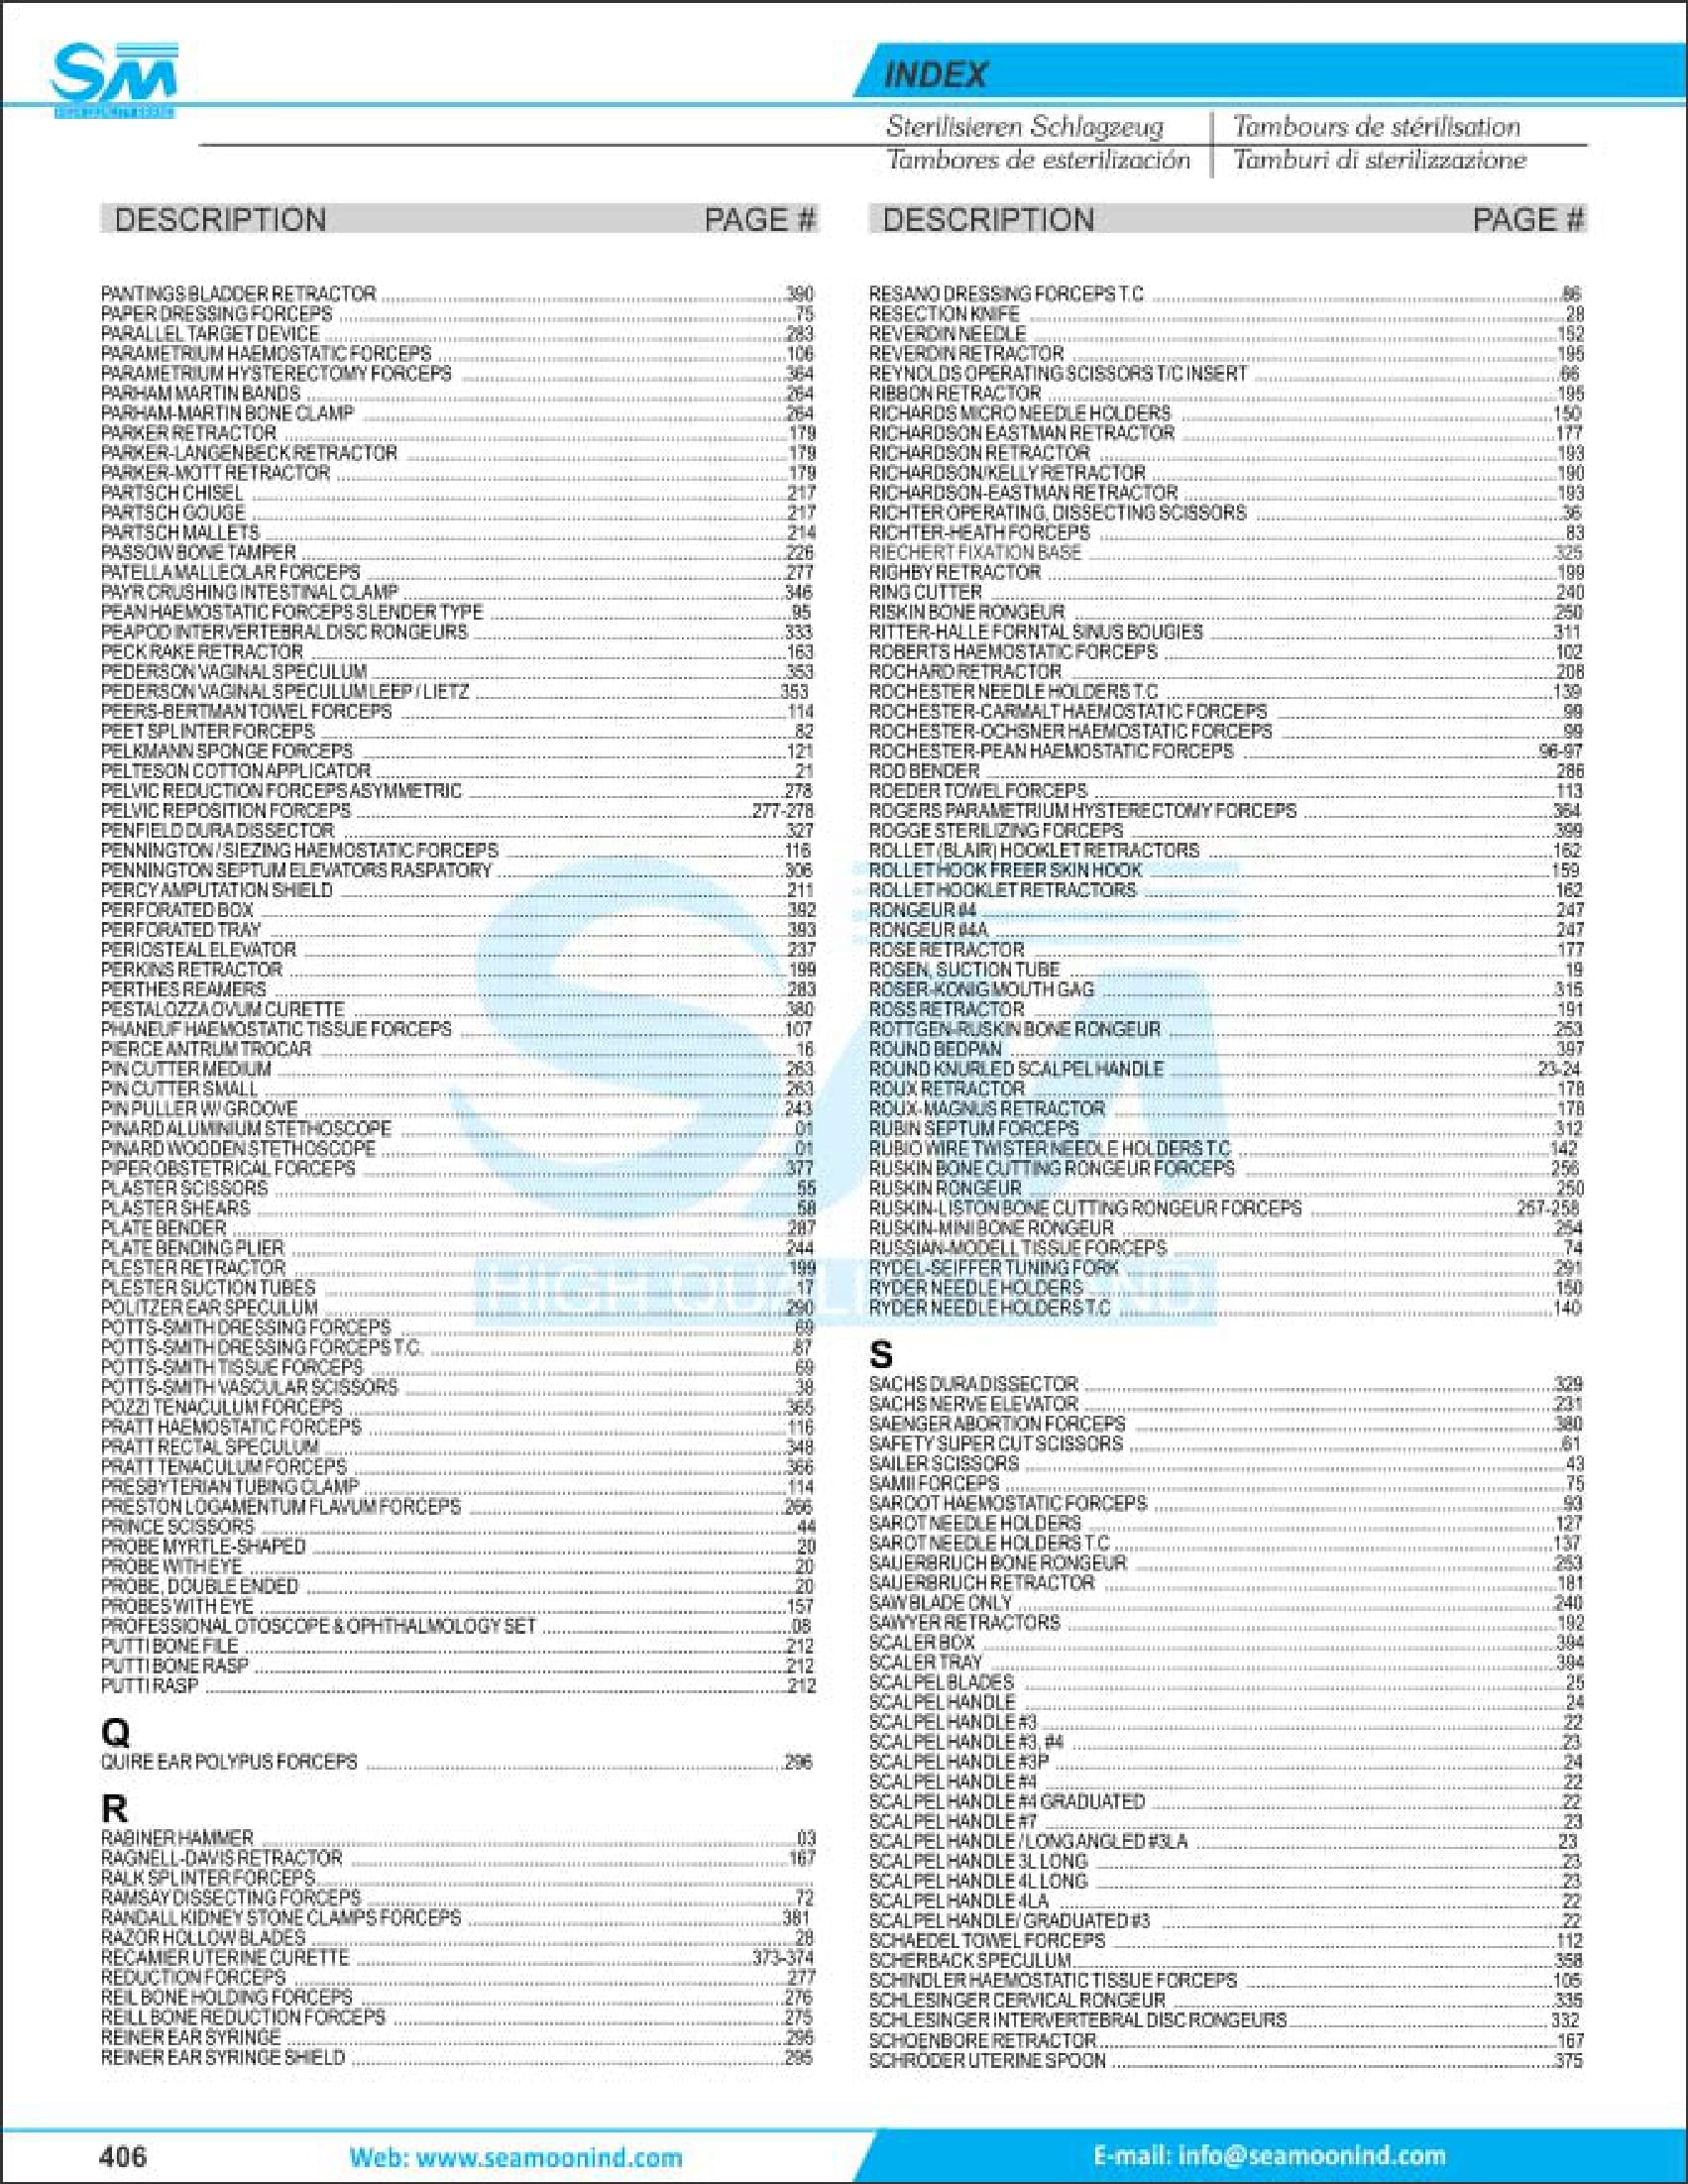 SM
INDEX
Sterilisieren Schlagzeug
Tambours de stérilisation
Tambores de esterilización
Tamburi di sterilizzazione
DESCRIPTION PAGE #
PANTINGS BLADDER RETRACTOR 390
PAPER DRESSING FORCEPS 75
PARALLEL TARGET DEVICE 283
PARAMETRIUM HAEMOSTATIC FORCEPS 106
PARAMETRIUM HYSTERECTOMY FORCEPS 364
PARHAM MARTIN BANDS 264
PARHAM-MARTIN BONE CLAMP 264
PARKER RETRACTOR 179
PARKER-LANGENBECK RETRACTOR 179
PARKER-MOTT RETRACTOR 179
PARTSCH CHISEL 217
PARTSCH GOUGE 217
PARTSCH MALLETS 214
PASSOW BONE TAMPER 226
PATELLA MALLEOLAR FORCEPS 277
PAYR CRUSHING INTESTINAL CLAMP 346
PEAN HAEMOSTATIC FORCEPS SLENDER TYPE 95
PEAPOD INTERVERTEBRAL DISC RONGEURS 333
PECK RAKE RETRACTOR 163
PEDERSON VAGINAL SPECULUM 353
PEDERSON VAGINAL SPECULUM LEEP / LIETZ 353
PEERS-BERTMAN TOWEL FORCEPS 114
PEET SPLINTER FORCEPS 82
PELKMANN SPONGE FORCEPS 121
PELTESON COTTON APPLICATOR 21
PELVIC REDUCTION FORCEPS ASYMMETRIC 278
PELVIC REPOSITION FORCEPS 277-278
PENFIELD DURA DISSECTOR 327
PENNINGTON / SIEZING HAEMOSTATIC FORCEPS 116
PENNINGTON SEPTUM ELEVATORS RASPATORY 306
PERCY AMPUTATION SHIELD 211
PERFORATED BOX 392
PERFORATED TRAY 393
PERIOSTEAL ELEVATOR 237
PERKINS RETRACTOR 199
PERTHES REAMERS 283
PESTALOZZA OVUM CURETTE 380
PHANEUF HAEMOSTATIC TISSUE FORCEPS 107
PIERCE ANTRUM TROCAR 16
PIN CUTTER MEDIUM 263
PIN CUTTER SMALL 263
PIN PULLER W/ GROOVE 243
PINARD ALUMINIUM STETHOSCOPE 01
PINARD WOODEN STETHOSCOPE 01
PIPER OBSTETRICAL FORCEPS 377
PLASTER SCISSORS 55
PLASTER SHEARS 58
PLATE BENDER 287
PLATE BENDING PLIER 244
PLESTER RETRACTOR 199
PLESTER SUCTION TUBES 17
POLITZER EAR SPECULUM 290
POTTS-SMITH DRESSING FORCEPS 69
POTTS-SMITH DRESSING FORCEPS T.C. 87
POTTS-SMITH TISSUE FORCEPS 69
POTTS-SMITH VASCULAR SCISSORS 38
POZZI TENACULUM FORCEPS 365
PRATT HAEMOSTATIC FORCEPS 116
PRATT RECTAL SPECULUM 348
PRATT TENACULUM FORCEPS 366
PRESBYTERIAN TUBING CLAMP 114
PRESTON LOGAMENTUM FLAVUM FORCEPS 266
PRINCE SCISSORS 44
PROBE MYRTLE-SHAPED 20
PROBE WITH EYE 20
PROBE, DOUBLE ENDED 20
PROBES WITH EYE 157
PROFESSIONAL OTOSCOPE & OPHTHALMOLOGY SET 08
PUTTI BONE FILE 212
PUTTI BONE RASP 212
PUTTI RASP 212
Q
QUIRE EAR POLYPUS FORCEPS 296
R
RABINER HAMMER 03
RAGNELL-DAVIS RETRACTOR 167
RALK SPLINTER FORCEPS
RAMSAY DISSECTING FORCEPS 72
RANDALL KIDNEY STONE CLAMPS FORCEPS 381
RAZOR HOLLOW BLADES 28
RECAMIER UTERINE CURETTE 373-374
REDUCTION FORCEPS 277
REIL BONE HOLDING FORCEPS 276
REILL BONE REDUCTION FORCEPS 275
REINER EAR SYRINGE 295
REINER EAR SYRINGE SHIELD 295
DESCRIPTION PAGE #
RESANO DRESSING FORCEPS T.C 86
RESECTION KNIFE 28
REVERDIN NEEDLE 152
REVERDIN RETRACTOR 195
REYNOLDS OPERATING SCISSORS T/C INSERT 66
RIBBON RETRACTOR 195
RICHARDS MICRO NEEDLE HOLDERS 150
RICHARDSON EASTMAN RETRACTOR 177
RICHARDSON RETRACTOR 193
RICHARDSON/KELLY RETRACTOR 190
RICHARDSON-EASTMAN RETRACTOR 193
RICHTER OPERATING, DISSECTING SCISSORS 36
RICHTER-HEATH FORCEPS 83
RIECHERT FIXATION BASE 325
RIGHBY RETRACTOR 199
RING CUTTER 240
RISKIN BONE RONGEUR 250
RITTER-HALLE FORNTAL SINUS BOUGIES 311
ROBERTS HAEMOSTATIC FORCEPS 102
ROCHARD RETRACTOR 208
ROCHESTER NEEDLE HOLDERS T.C 139
ROCHESTER-CARMALT HAEMOSTATIC FORCEPS 99
ROCHESTER-OCHSNER HAEMOSTATIC FORCEPS 99
ROCHESTER-PEAN HAEMOSTATIC FORCEPS 96-97
ROD BENDER 286
ROEDER TOWEL FORCEPS 113
ROGERS PARAMETRIUM HYSTERECTOMY FORCEPS 364
ROGGE STERILIZING FORCEPS 399
ROLLET (BLAIR) HOOKLET RETRACTORS 162
ROLLET HOOK FREER SKIN HOOK 159
ROLLET HOOKLET RETRACTORS 162
RONGEUR #4 247
RONGEUR #4A 247
ROSE RETRACTOR 177
ROSEN, SUCTION TUBE 19
ROSER-KONIG MOUTH GAG 315
ROSS RETRACTOR 191
ROTTGEN-RUSKIN BONE RONGEUR 253
ROUND BEDPAN 397
ROUND KNURLED SCALPEL HANDLE 23-24
ROUX RETRACTOR 178
ROUX-MAGNUS RETRACTOR 178
RUBIN SEPTUM FORCEPS 312
RUBIO WIRE TWISTER NEEDLE HOLDERS T.C 142
RUSKIN BONE CUTTING RONGEUR FORCEPS 256
RUSKIN RONGEUR 250
RUSKIN-LISTON BONE CUTTING RONGEUR FORCEPS 257-258
RUSKIN-MINI BONE RONGEUR 254
RUSSIAN-MODELL TISSUE FORCEPS 74
RYDEL-SEIFFER TUNING FORK 291
RYDER NEEDLE HOLDERS 150
RYDER NEEDLE HOLDERS T.C 140
S
SACHS DURA DISSECTOR 329
SACHS NERVE ELEVATOR 231
SAENGER ABORTION FORCEPS 380
SAFETY SUPER CUT SCISSORS 61
SAILER SCISSORS 43
SAMII FORCEPS 75
SAROOT HAEMOSTATIC FORCEPS 93
SAROT NEEDLE HOLDERS 127
SAROT NEEDLE HOLDERS T.C 137
SAUERBRUCH BONE RONGEUR 253
SAUERBRUCH RETRACTOR 181
SAW BLADE ONLY 240
SAWYER RETRACTORS 192
SCALER BOX 394
SCALER TRAY 394
SCALPEL BLADES 25
SCALPEL HANDLE 24
SCALPEL HANDLE #3 22
SCALPEL HANDLE #3, #4 23
SCALPEL HANDLE #3P 24
SCALPEL HANDLE #4 22
SCALPEL HANDLE #4 GRADUATED 22
SCALPEL HANDLE #7 23
SCALPEL HANDLE / LONG ANGLED #3LA 23
SCALPEL HANDLE 3L LONG 23
SCALPEL HANDLE 4L LONG 23
SCALPEL HANDLE 4LA 22
SCALPEL HANDLE/ GRADUATED #3 22
SCHAEDEL TOWEL FORCEPS 112
SCHERBACK SPECULUM 358
SCHINDLER HAEMOSTATIC TISSUE FORCEPS 105
SCHLESINGER CERVICAL RONGEUR 335
SCHLESINGER INTERVERTEBRAL DISC RONGEURS 332
SCHOENBORE RETRACTOR 167
SCHRODER UTERINE SPOON 375
406
Web: www.seamoonind.com
E-mail: info@seamoonind.com